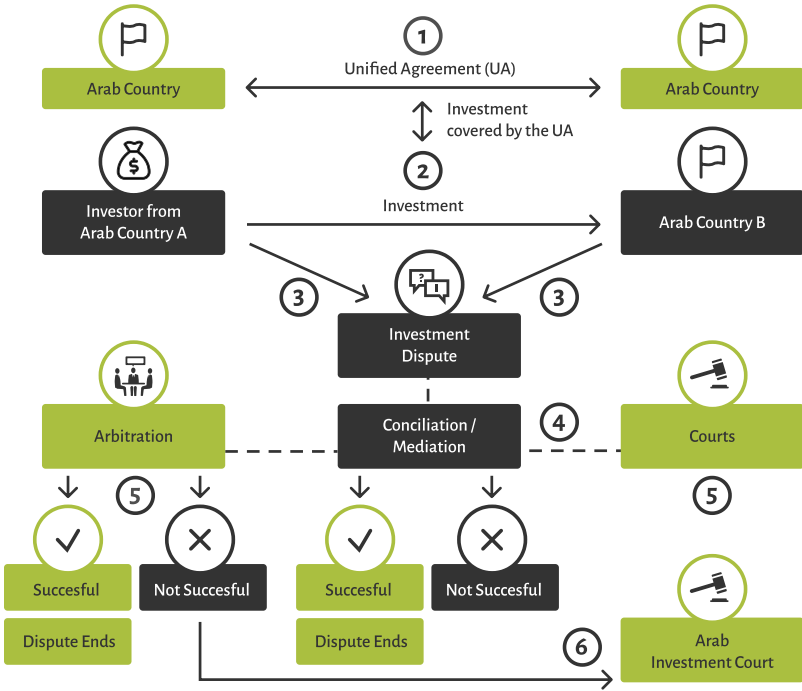 1
Arab Country
Unified Agreement (UA)
Arab Country
Investment
covered by the UA
$
2
Investor from
Arab Country A
Investment
Arab Country B
3
? !
3
Investment
Dispute
Arbitration
Conciliation /
Mediation
4
Courts
5
5
Succesful
Not Succesful
Succesful
Not Succesful
Dispute Ends
Dispute Ends
6
Arab
Investment Court